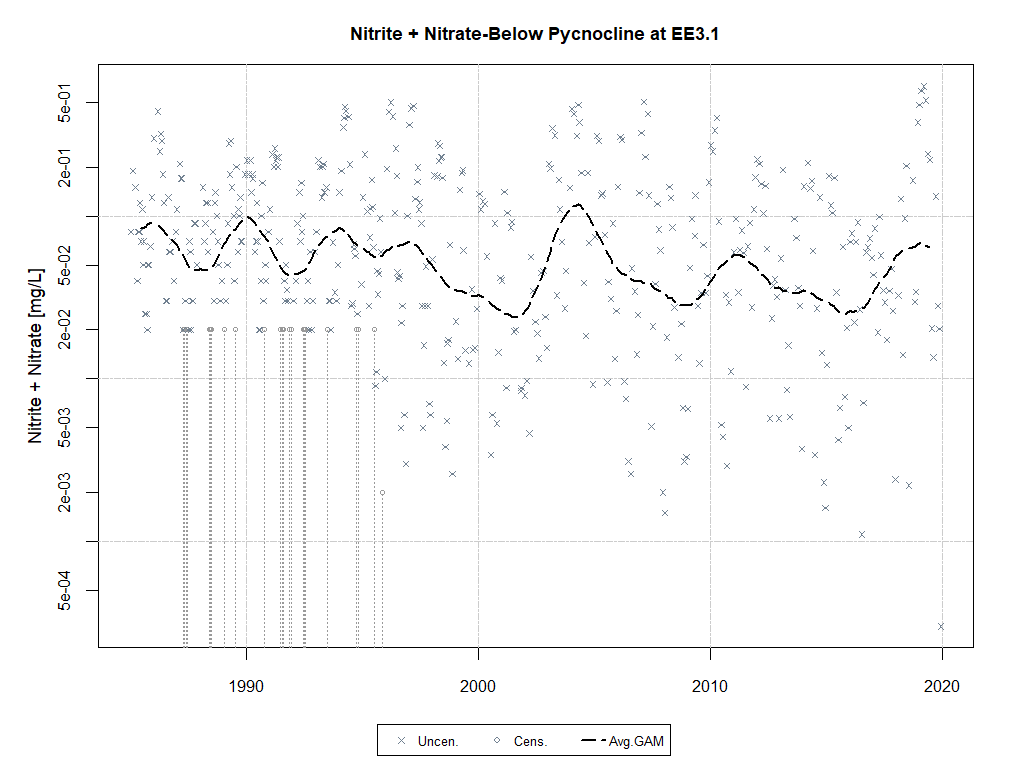 Nitrite + Nitrate-Below Pycnocline at EE3.1
Nitrite + Nitrate [mg/L]
5e-01
2e-01
5e-02
2e-02
5e-03
2e-03
5e-04
1990 2000 2010 2020
Uncen. Cens. Avg.GAM